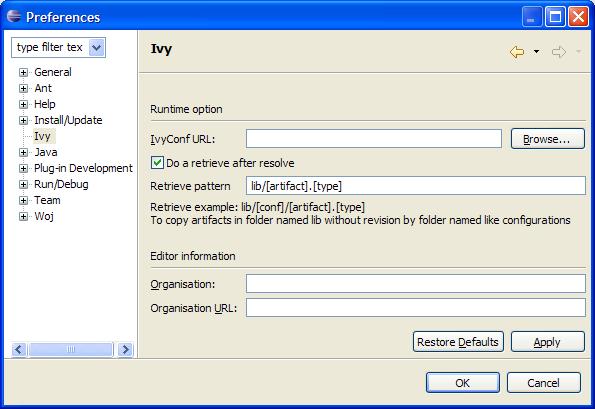 Preferences
type filter tex
Ivy
General
Ant
Help
Install/Update
Ivy
Java
Plug-in Development
Run/Debug
Team
Woj
Runtime option
IvyConf URL:
Browse...
Do a retrieve after resolve
Retrieve pattern
lib/[artifact].[type]
Retrieve example: lib/[conf]/[artifact].[type]
To copy artifacts in folder named lib without revision by folder named like configurations
Editor information
Organisation:
Organisation URL:
Restore Defaults
Apply
OK
Cancel